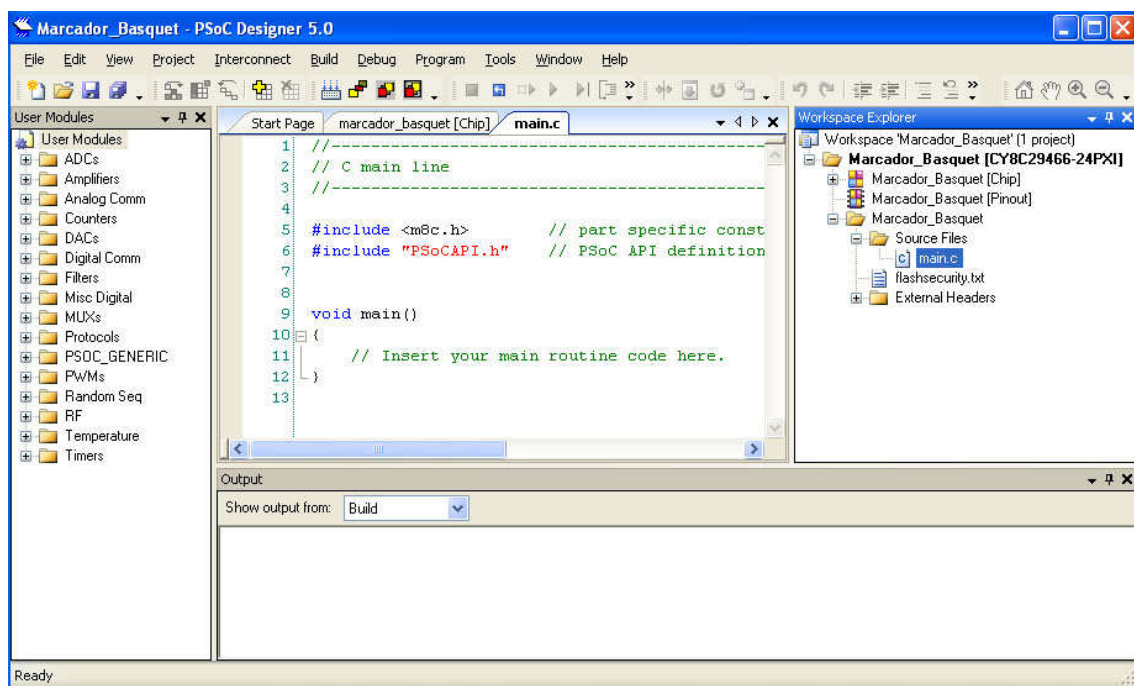 Marcador_Basquet - PSoC Designer 5.0
File Edit View Project Interconnect Build Debug Program Tools Window Help
User Modules
User Modules
ADCs
Amplifiers
Analog Comm
Counters
DACs
Digital Comm
Filters
Misc Digital
MUXs
Protocols
PSOC_GENERIC
PWMs
Random Seq
RF
Temperature
Timers
Start Page marcador_basquet [Chip] main.c
1 //-----------------------------------------
2 // C main line
3 //-----------------------------------------
4
5 #include <m8c.h> // part specific const
6 #include "PSoCAPI.h" // PSoC API definition
7
8
9 void main()
10 {
11 // Insert your main routine code here.
12 }
13
Workspace Explorer
Workspace 'Marcador_Basquet' (1 project)
Marcador_Basquet [CY8C29466-24PXI]
Marcador_Basquet [Chip]
Marcador_Basquet [Pinout]
Marcador_Basquet
Source Files
main.c
flashsecurity.txt
External Headers
Output
Show output from: Build
Ready